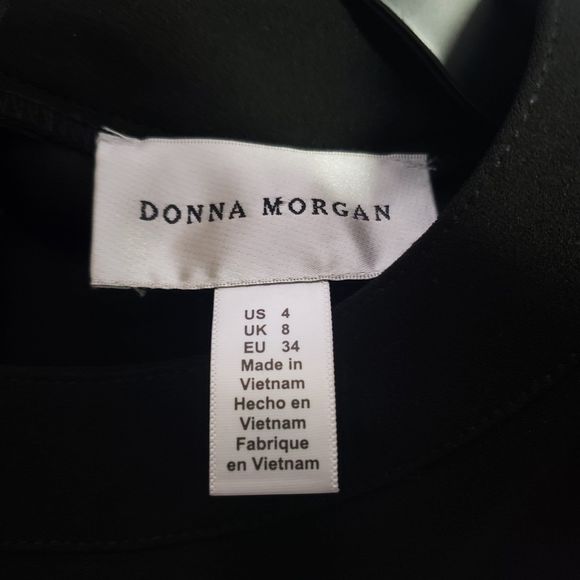 DONNA MORGAN
US 4
UK 8
EU 34
Made in
Vietnam
Hecho en
Vietnam
Fabrique
en Vietnam